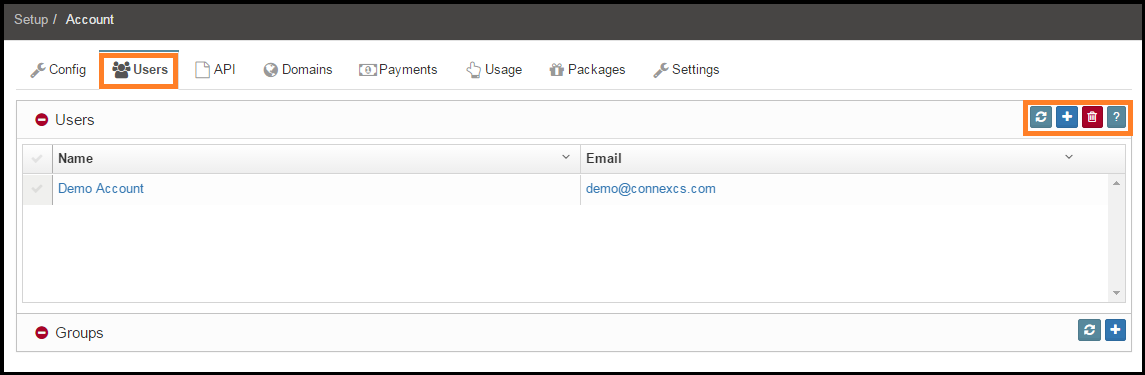 Setup / Account
Config Users API Domains Payments Usage Packages Settings
Users ?
Name Email
Demo Account demo@connexcs.com
Groups